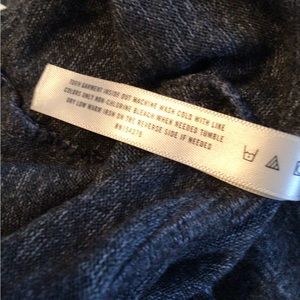 TURN GARMENT INSIDE OUT MACHINE WASH COLD WITH LIKE
COLORS ONLY NON-CHLORINE BLEACH WHEN NEEDED TUMBLE
DRY LOW WARM IRON ON THE REVERSE SIDE IF NEEDED